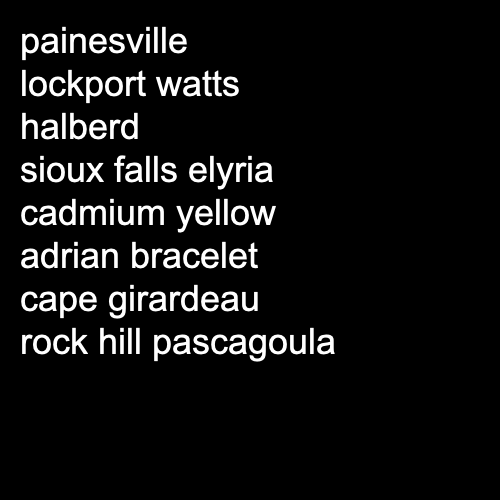 painesville
lockport watts
halberd
sioux falls elyria
cadmium yellow
adrian bracelet
cape girardeau
rock hill pascagoula